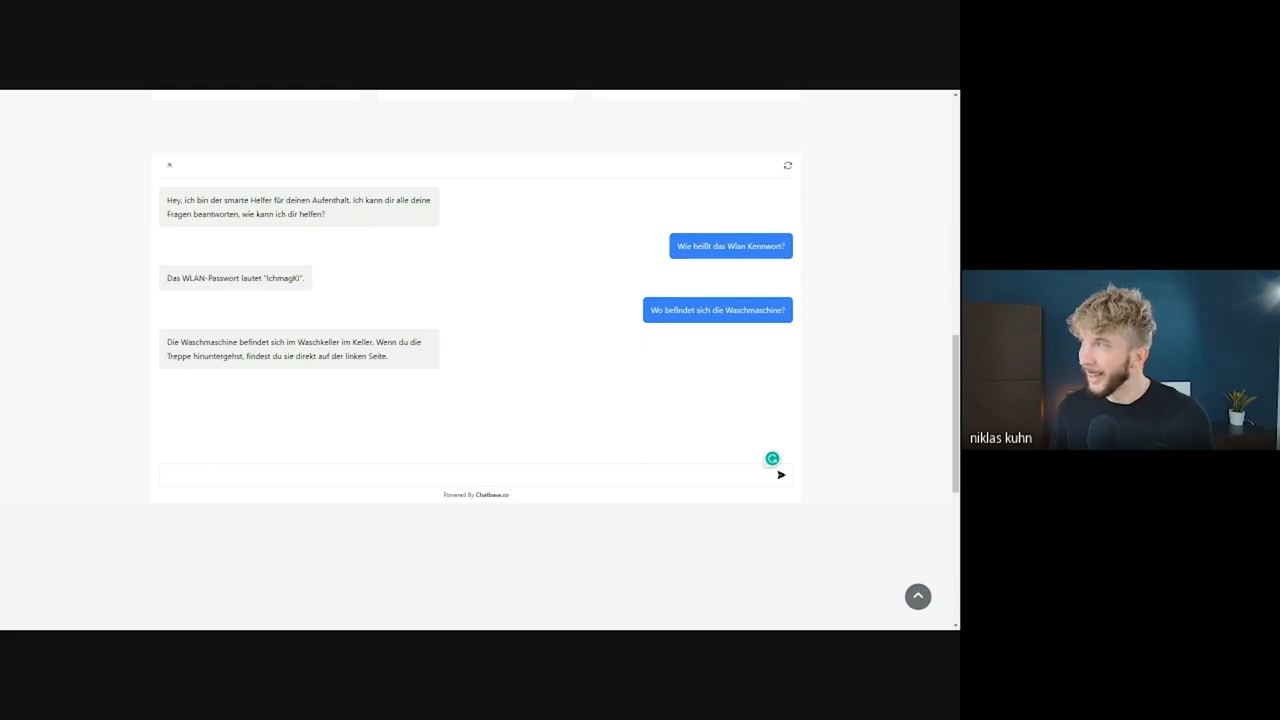 Hey, ich bin der smarte Helfer für deinen Aufenthalt. Ich kann dir alle deine
Fragen beantworten, wie kann ich dir helfen?
Wie heißt das Wlan Kennwort?
Das WLAN-Passwort lautet "IchmagKI".
Wo befindet sich die Waschmaschine?
Die Waschmaschine befindet sich im Waschkeller im Keller. Wenn du die
Treppe hinuntergehst, findest du sie direkt auf der linken Seite.
Powered By Chatbase.co
niklas kuhn